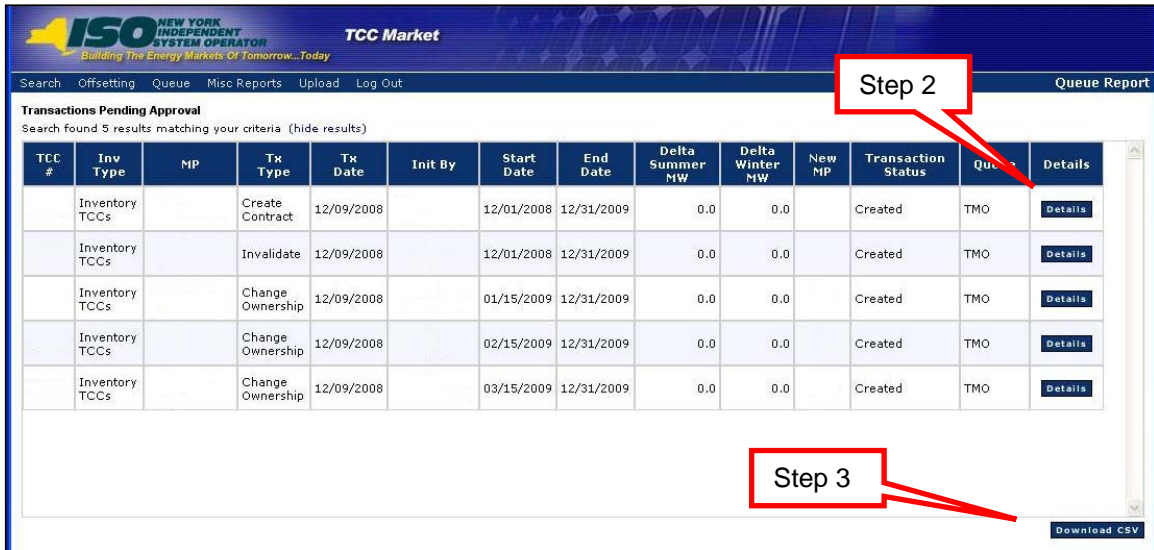 NEW YORK
ISO INDEPENDENT
SYSTEM OPERATOR
Building The Energy Markets Of Tomorrow...Today
TCC Market
Search Offsetting Queue Misc Reports Upload Log Out
Queue Report
Step 2
Transactions Pending Approval
Search found 5 results matching your criteria (hide results)
TCC # Inv Type MP Tx Type Tx Date Init By Start Date End Date Delta Summer MW Delta Winter MW New MP Transaction Status Details
Inventory TCCs Create Contract 12/09/2008 12/01/2008 12/31/2009 0.0 0.0 Created TMO Details
Inventory TCCs Invalidate 12/09/2008 12/01/2008 12/31/2009 0.0 0.0 Created TMO Details
Inventory TCCs Change Ownership 12/09/2008 01/15/2009 12/31/2009 0.0 0.0 Created TMO Details
Inventory TCCs Change Ownership 12/09/2008 02/15/2009 12/31/2009 0.0 0.0 Created TMO Details
Inventory TCCs Change Ownership 12/09/2008 03/15/2009 12/31/2009 0.0 0.0 Created TMO Details
Step 3
Download CSV